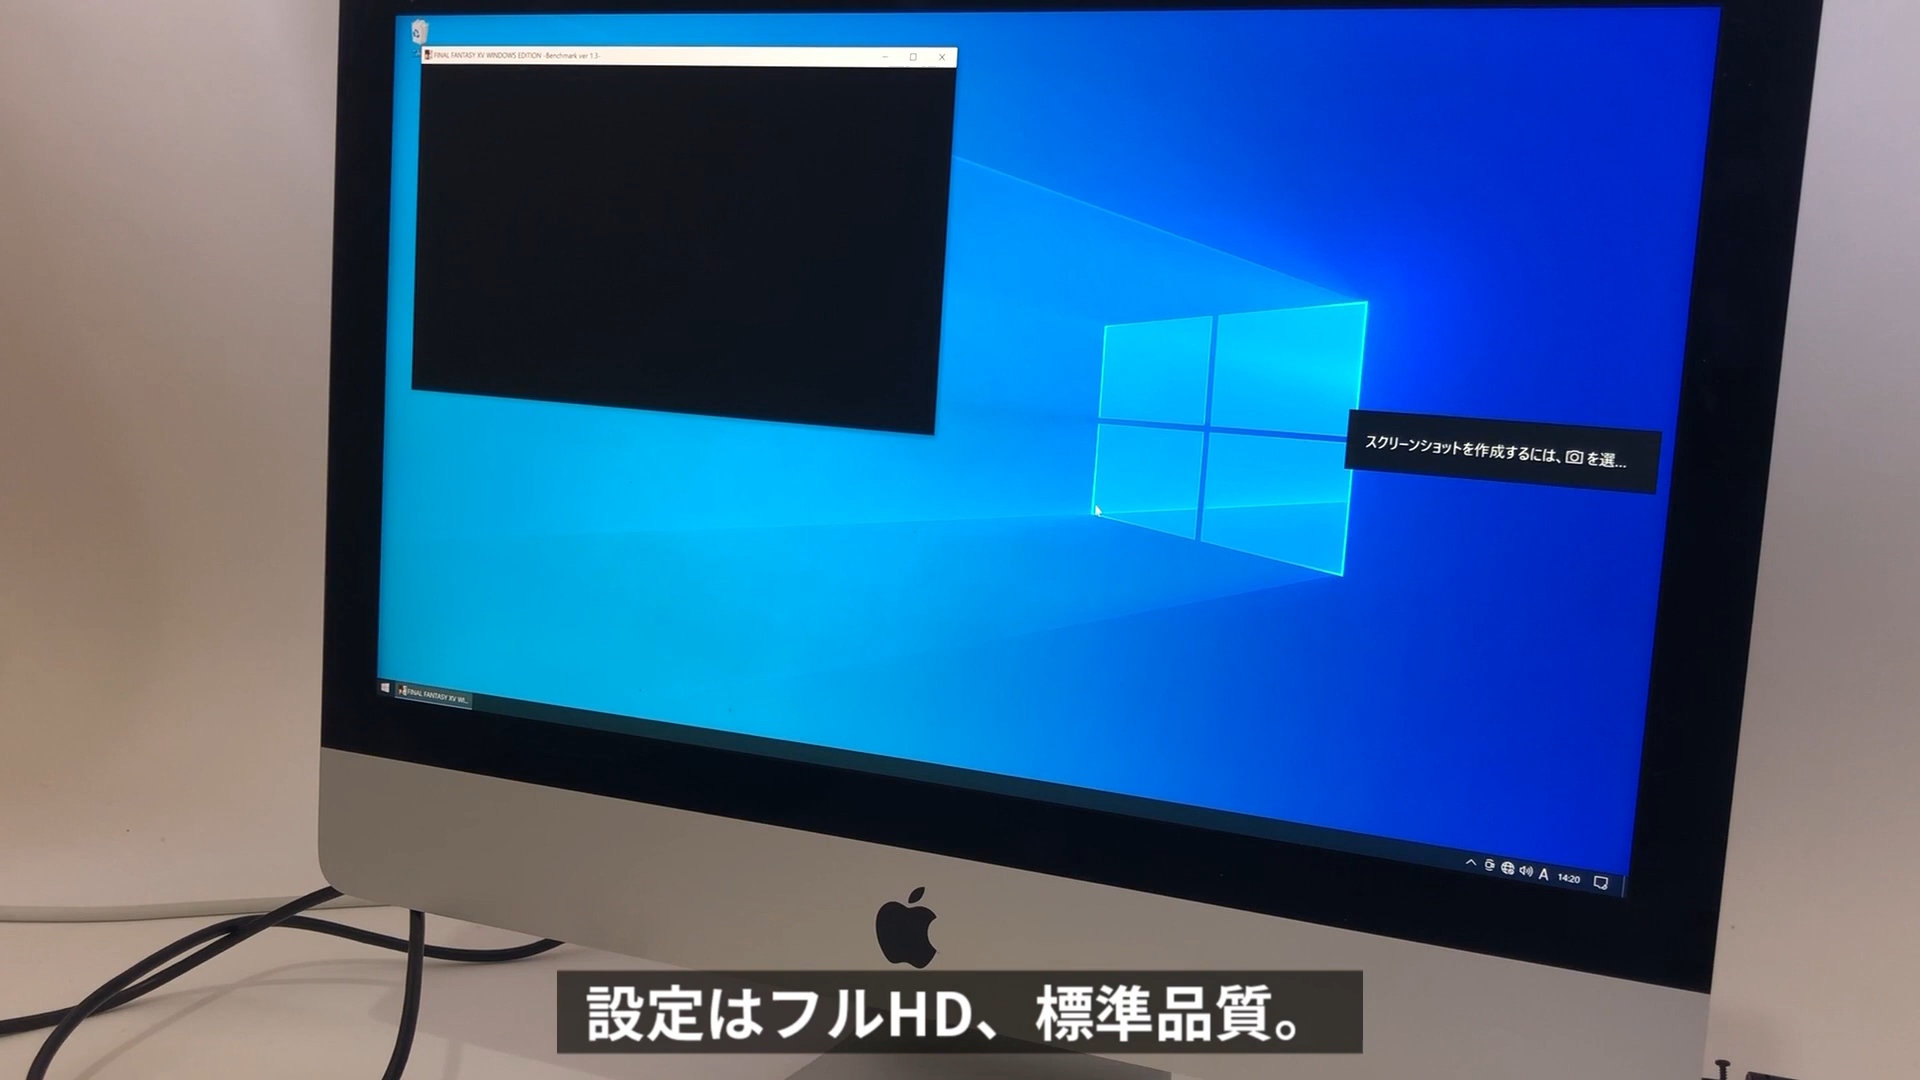 FINAL FANTASY XV WINDOWS EDITION -Benchmark ver 1.3-
スクリーンショットを作成するには、を選...
FINAL FANTASY XV WI...
A 14:20
設定はフルHD、標準品質。